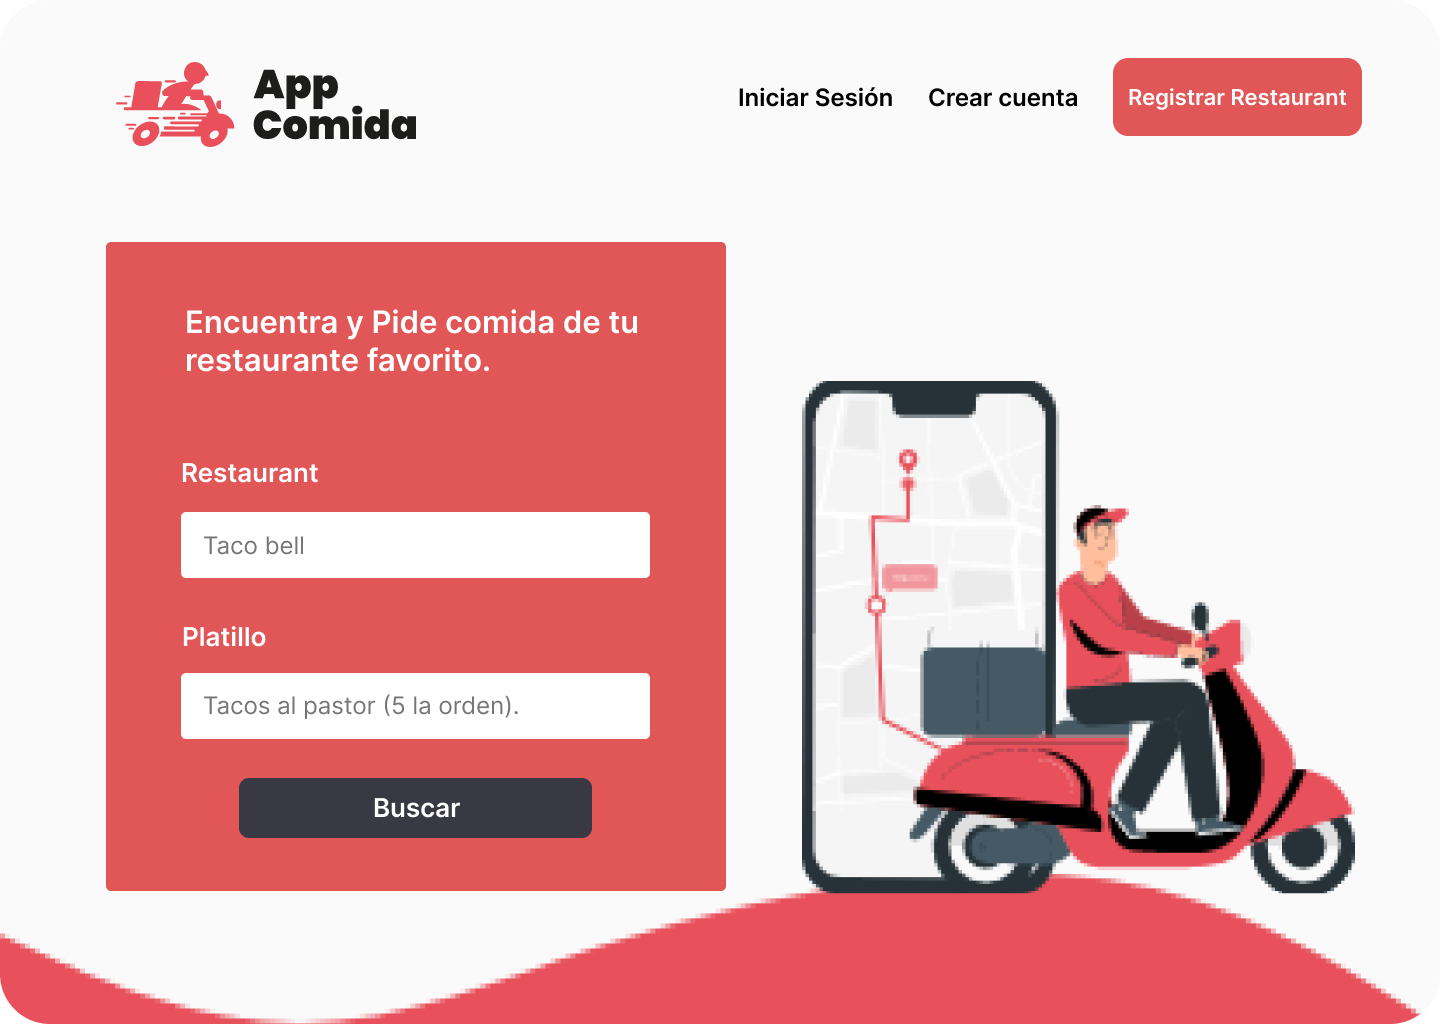 App
Comida
Iniciar Sesión
Crear cuenta
Registrar Restaurant
Encuentra y Pide comida de tu
restaurante favorito.
Restaurant
Taco bell
Platillo
Tacos al pastor (5 la orden).
Buscar